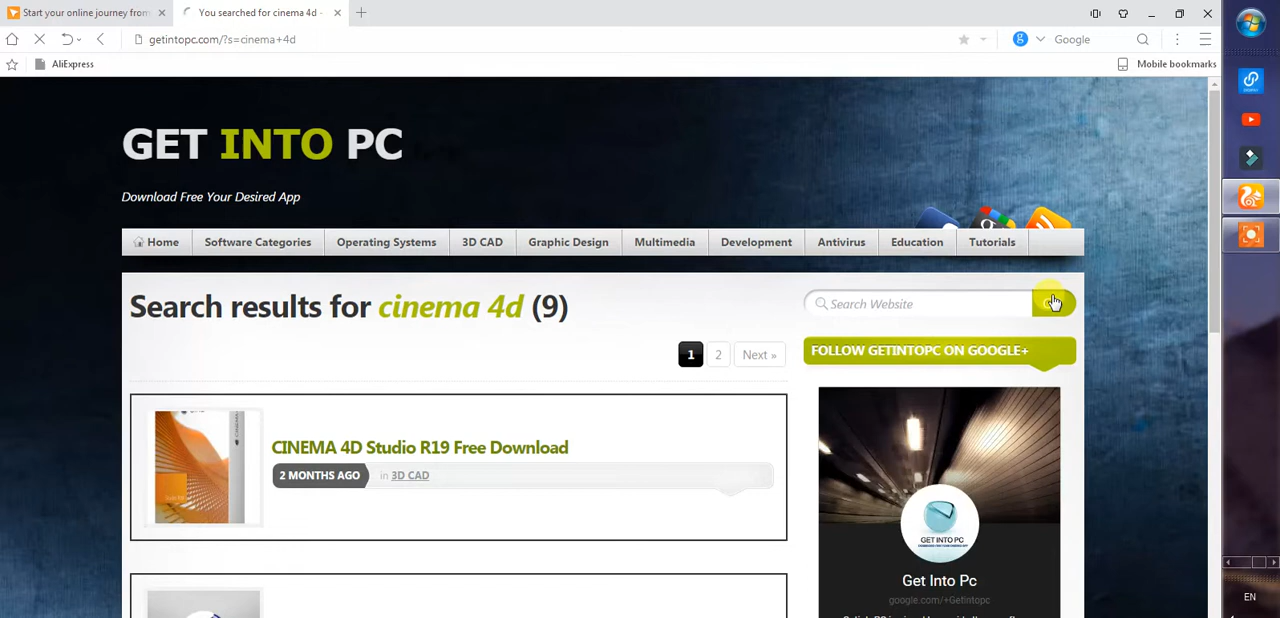 Start your online journey from
You searched for cinema 4d -
getintopc.com/?s=cinema+4d
Google
AliExpress
Mobile bookmarks
GET INTO PC
Download Free Your Desired App
Home
Software Categories
Operating Systems
3D CAD
Graphic Design
Multimedia
Development
Antivirus
Education
Tutorials
Search results for cinema 4d (9)
Search Website
1
2
Next »
FOLLOW GETINTOPC ON GOOGLE+
CINEMA 4D Studio R19 Free Download
2 MONTHS AGO
in 3D CAD
GET INTO PC
Get Into Pc
google.com/+Getintopc
EN